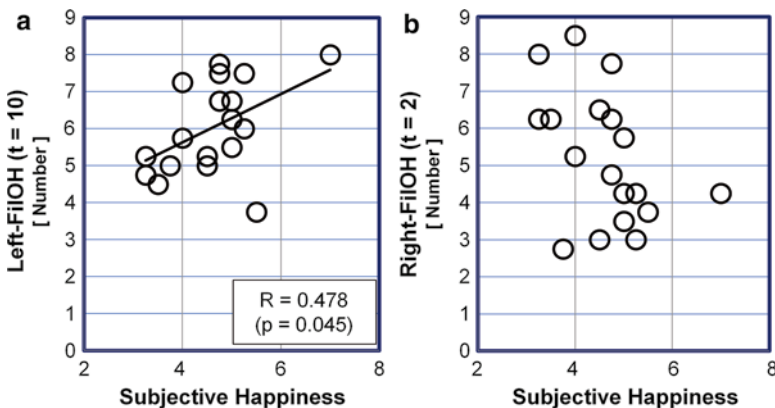 a
Left-FilOH (t = 10)
[ Number ]
9
8
7
6
5
4
3
2
1
0
R = 0.478
(p = 0.045)
2 4 6 8
Subjective Happiness
b
Right-FilOH (t = 2)
[ Number ]
9
8
7
6
5
4
3
2
1
0
2 4 6 8
Subjective Happiness